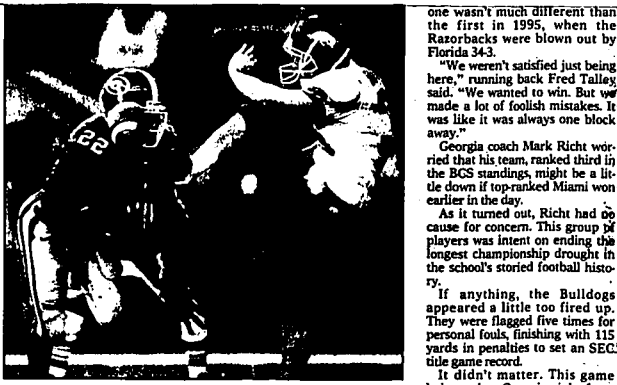 one wasn't much different than
the first in 1995, when the
Razorbacks were blown out by
Florida 34-3.
"We weren't satisfied just being
here," running back Fred Talley
said. "We wanted to win. But we
made a lot of foolish mistakes. It
was like it was always one block
away."
Georgia coach Mark Richt wor-
ried that his team, ranked third in
the BCS standings, might be a lit-
tle down if top-ranked Miami won
earlier in the day.
As it turned out, Richt had no
cause for concern. This group of
players was intent on ending the
longest championship drought in
the school's storied football histo-
ry.
If anything, the Bulldogs
appeared a little too fired up.
They were flagged five times for
personal fouls, finishing with 115
yards in penalties to set an SEC
title game record.
It didn't matter. This game
22